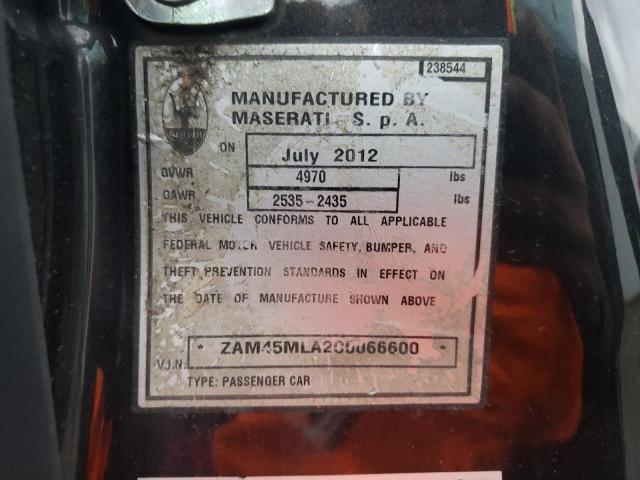 238544
MASERATI
MANUFACTURED BY
MASERATI S. p. A.
ON July 2012
GVWR 4970 lbs
GAWR 2535-2435 lbs
THIS VEHICLE CONFORMS TO ALL APPLICABLE
FEDERAL MOTOR VEHICLE SAFETY, BUMPER, AND
THEFT PREVENTION STANDARDS IN EFFECT ON
THE DATE OF MANUFACTURE SHOWN ABOVE
V.I.N. * ZAM45MLA2C0066600 *
TYPE: PASSENGER CAR